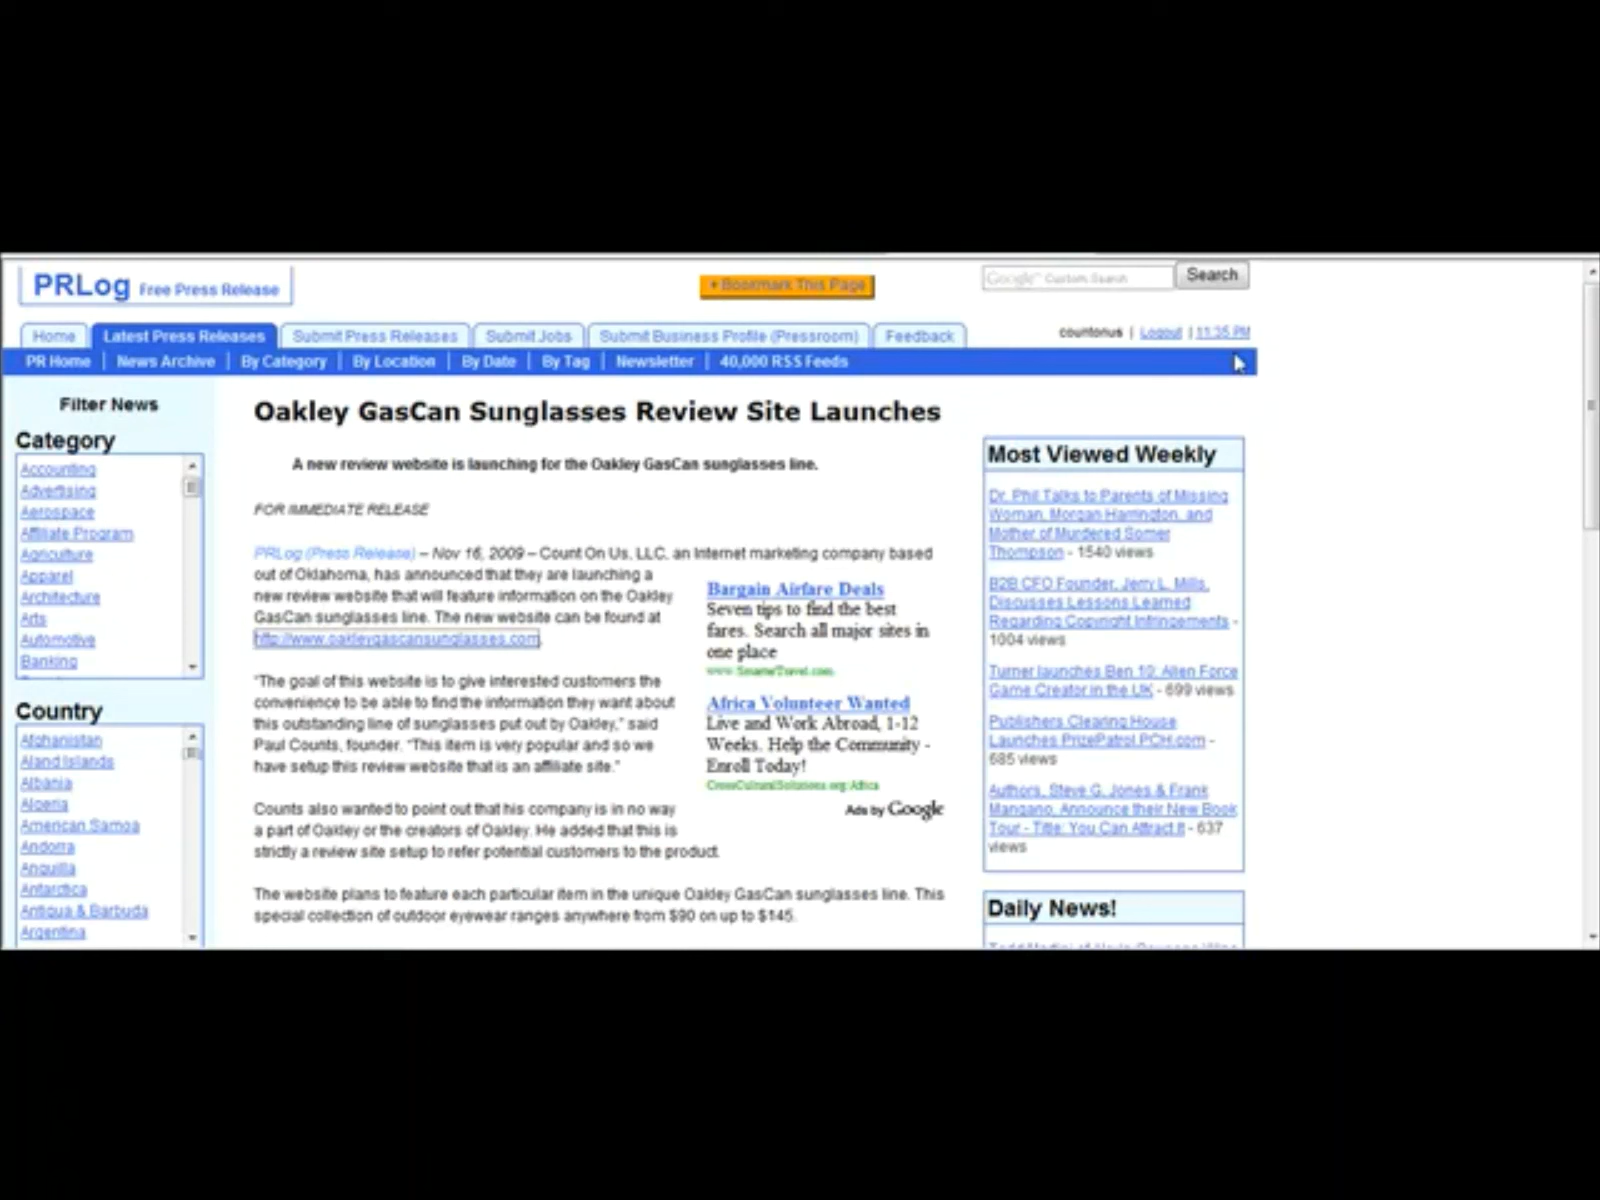 PRLog Free Press Release
+ Bookmark This Page
Google™ Custom Search
Search
Home
Latest Press Releases
Submit Press Releases
Submit Jobs
Submit Business Profile (Pressroom)
Feedback
countonus | Logout | 11:35 PM
PR Home | News Archive | By Category | By Location | By Date | By Tag | Newsletter | 40,000 RSS Feeds
Filter News
Category
Accounting
Advertising
Aerospace
Affiliate Program
Agriculture
Apparel
Architecture
Arts
Automotive
Banking
Country
Afghanistan
Aland Islands
Albania
Algeria
American Samoa
Andorra
Anguilla
Antarctica
Antigua & Barbuda
Argentina
Oakley GasCan Sunglasses Review Site Launches
A new review website is launching for the Oakley GasCan sunglasses line.
FOR IMMEDIATE RELEASE
PRLog (Press Release) – Nov 16, 2009 – Count On Us, LLC, an Internet marketing company based
out of Oklahoma, has announced that they are launching a
new review website that will feature information on the Oakley
GasCan sunglasses line. The new website can be found at
http://www.oakleygascansunglasses.com.
"The goal of this website is to give interested customers the
convenience to be able to find the information they want about
this outstanding line of sunglasses put out by Oakley," said
Paul Counts, founder. "This item is very popular and so we
have setup this review website that is an affiliate site."
Counts also wanted to point out that his company is in no way
a part of Oakley or the creators of Oakley. He added that this is
strictly a review site setup to refer potential customers to the product.
The website plans to feature each particular item in the unique Oakley GasCan sunglasses line. This
special collection of outdoor eyewear ranges anywhere from $90 on up to $145.
Bargain Airfare Deals
Seven tips to find the best
fares. Search all major sites in
one place
www.SmarterTravel.com
Africa Volunteer Wanted
Live and Work Abroad, 1-12
Weeks. Help the Community -
Enroll Today!
CrossCulturalSolutions.org/Africa
Ads by Google
Most Viewed Weekly
Dr. Phil Talks to Parents of Missing
Woman, Morgan Harrington, and
Mother of Murdered Somer
Thompson - 1540 views
B2B CFO Founder, Jerry L. Mills,
Discusses Lessons Learned
Regarding Copyright Infringements -
1004 views
Turner launches Ben 10: Alien Force
Game Creator in the UK - 699 views
Publishers Clearing House
Launches PrizePatrol.PCH.com -
685 views
Authors, Steve G. Jones & Frank
Mangano, Announce their New Book
Tour - Title: You Can Attract It - 637
views
Daily News!